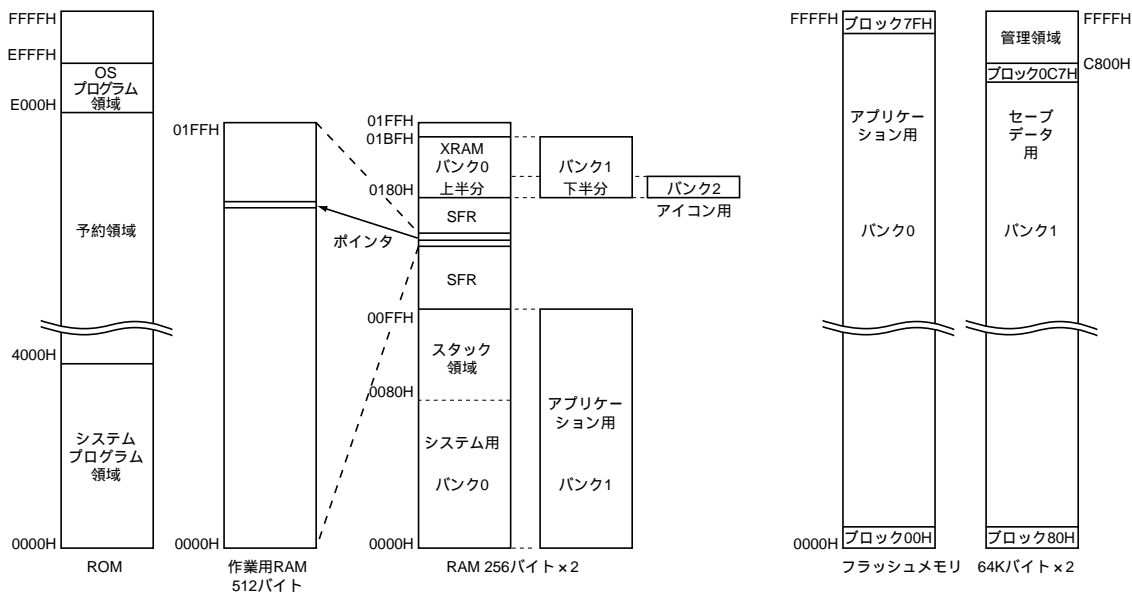 FFFFH
EFFFH
OS
プログラム
領域
E000H
予約領域
4000H
システム
プログラム
領域
0000H
ROM
01FFH
ポインタ
0000H
作業用RAM
512バイト
01FFH
01BFH
XRAM
バンク0
上半分
0180H
SFR
SFR
00FFH
スタック
領域
0080H
システム用
バンク0
0000H
バンク1
下半分
バンク2
アイコン用
アプリケー
ション用
バンク1
RAM 256バイト×2
FFFFH
ブロック7FH
アプリケー
ション用
バンク0
0000H
ブロック00H
フラッシュメモリ 64Kバイト×2
FFFFH
管理領域
C800H
ブロック0C7H
セーブ
データ
用
バンク1
ブロック80H